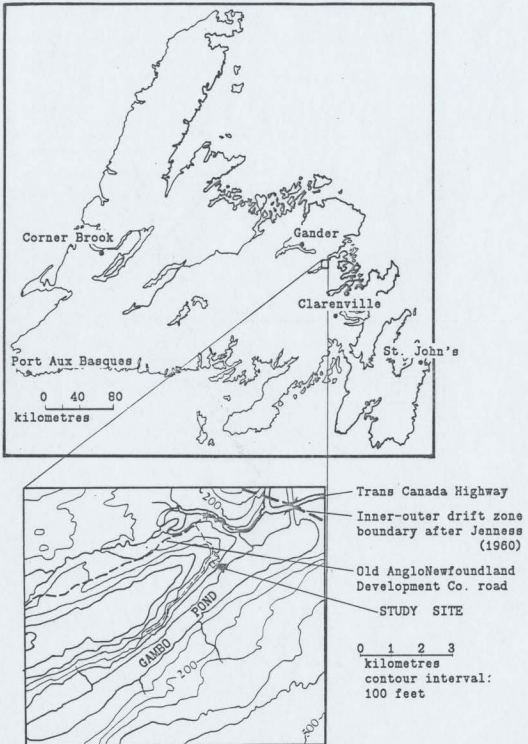 Corner Brook
Gander
Clarenville
St. John's
Port Aux Basques
0 40 80
kilometres
200
Trans Canada Highway
Inner-outer drift zone
boundary after Jenness
(1960)
Old AngloNewfoundland
Development Co. road
STUDY SITE
GAMBO POND
200
500
0 1 2 3
kilometres
contour interval:
100 feet